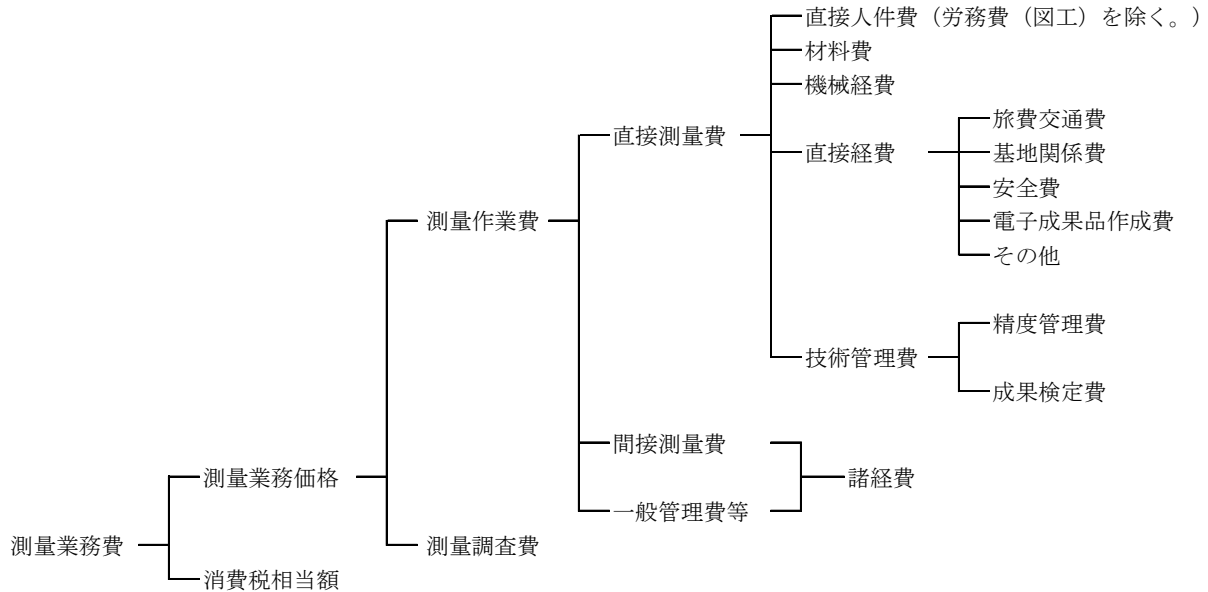 直接人件費（労務費（図工）を除く。）
材料費
機械経費
旅費交通費
直接測量費
直接経費
基地関係費
安全費
測量作業費
電子成果品作成費
その他
精度管理費
技術管理費
成果検定費
間接測量費
測量業務価格
諸経費
一般管理費等
測量業務費
測量調査費
消費税相当額